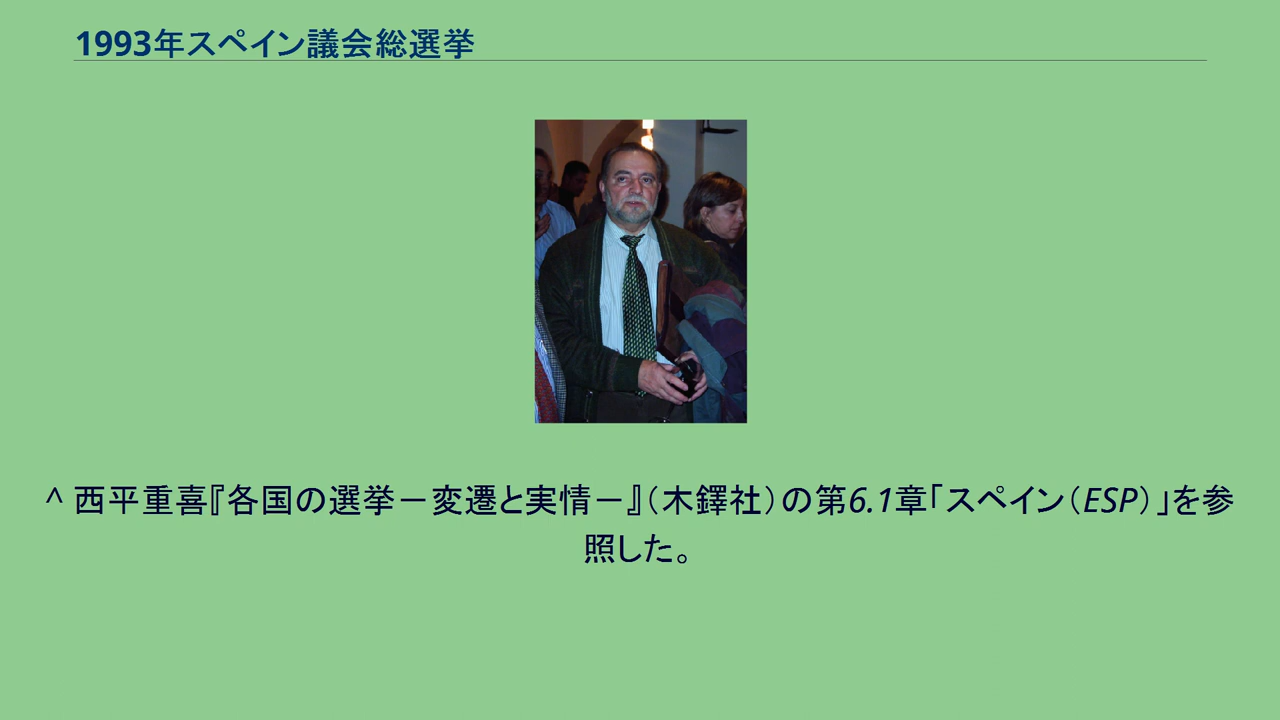 1993年スペイン議会総選挙
^ 西平重喜『各国の選挙－変遷と実情－』（木鐸社）の第6.1章「スペイン（ESP）」を参
照した。